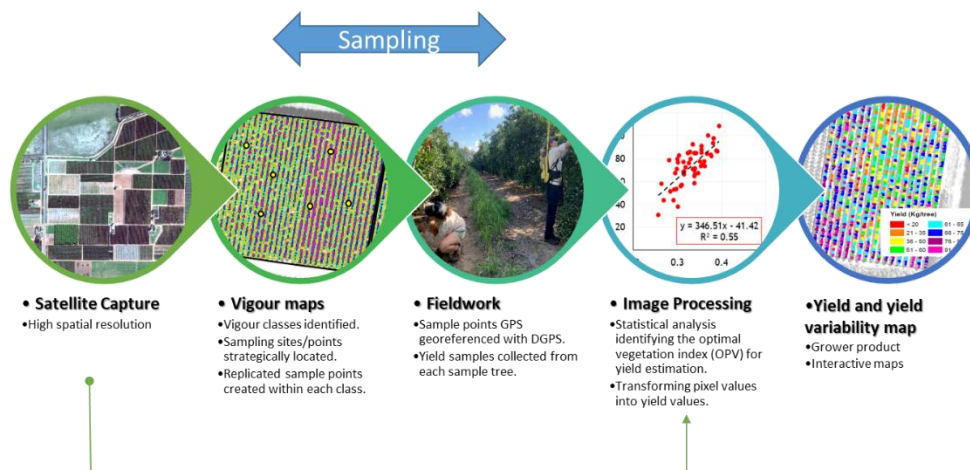 Sampling
• Satellite Capture
•High spatial resolution
• Vigour maps
•Vigour classes identified.
•Sampling sites/points
strategically located.
•Replicated sample points
created within each class.
• Fieldwork
•Sample points GPS
georeferenced with DGPS.
•Yield samples collected from
each sample tree.
80
60
40
20
0.3 0.4
y = 346.51x - 41.42
R² = 0.55
• Image Processing
•Statistical analysis
identifying the optimal
vegetation index (OPV) for
yield estimation.
•Transforming pixel values
into yield values.
Yield (Kg/tree)
< 20
21 - 35
36 - 50
51 - 60
61 - 65
66 - 75
•Yield and yield
variability map
•Grower product
•Interactive maps